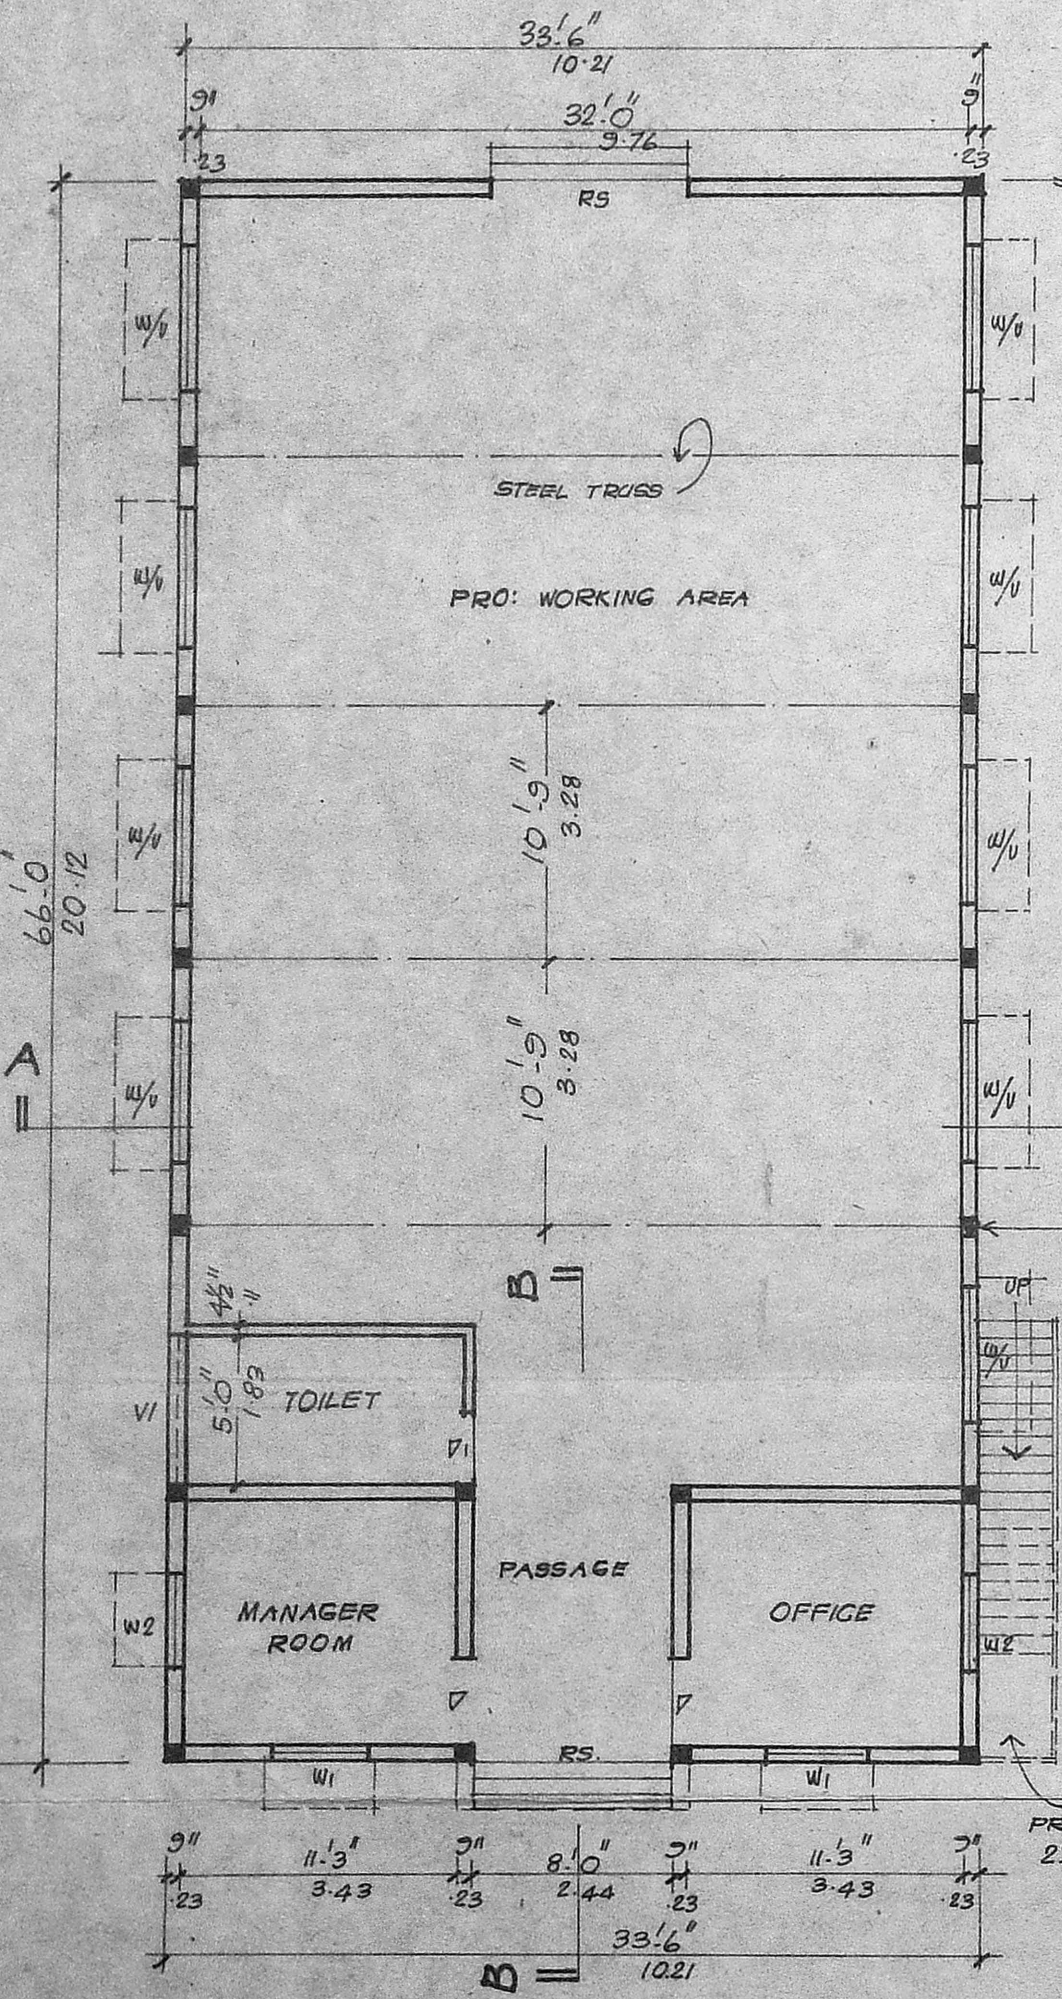 33'-6"
10.21
9"
32'-0"
9"
9.76
.23
.23
RS
W/V
W/V
STEEL TRUSS
W/V
W/V
PRO: WORKING AREA
10'-9"
3.28
W/V
W/V
66'-0"
20.12
A
10'-9"
3.28
W/V
W/V
B
UP
4½"
.11
W/V
5'-0"
1.83
TOILET
V1
D1
PASSAGE
MANAGER
ROOM
OFFICE
W2
W2
D
D
RS.
W1
W1
PR
2.
9"
11'-3"
9"
8'-0"
9"
11'-3"
9"
.23
3.43
.23
2.44
.23
3.43
.23
33'-6"
10.21
B